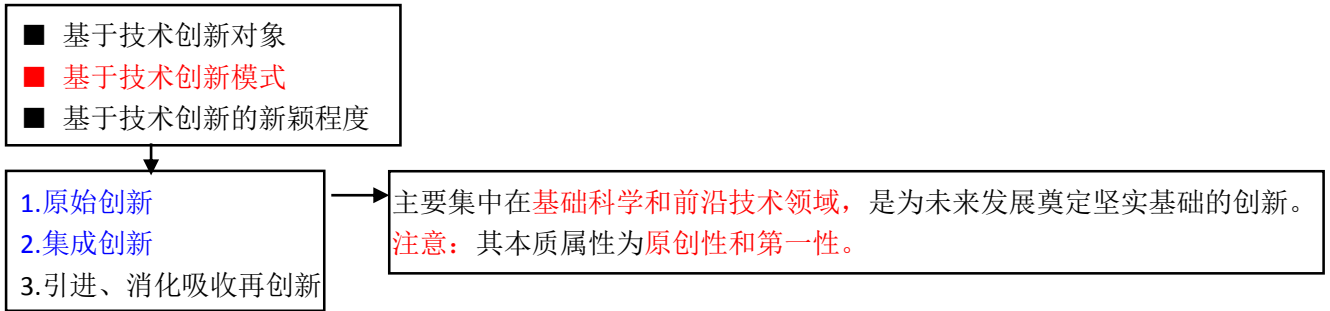 ■ 基于技术创新对象
■ 基于技术创新模式
■ 基于技术创新的新颖程度
1.原始创新
2.集成创新
3.引进、消化吸收再创新
主要集中在基础科学和前沿技术领域，是为未来发展奠定坚实基础的创新。
注意：其本质属性为原创性和第一性。